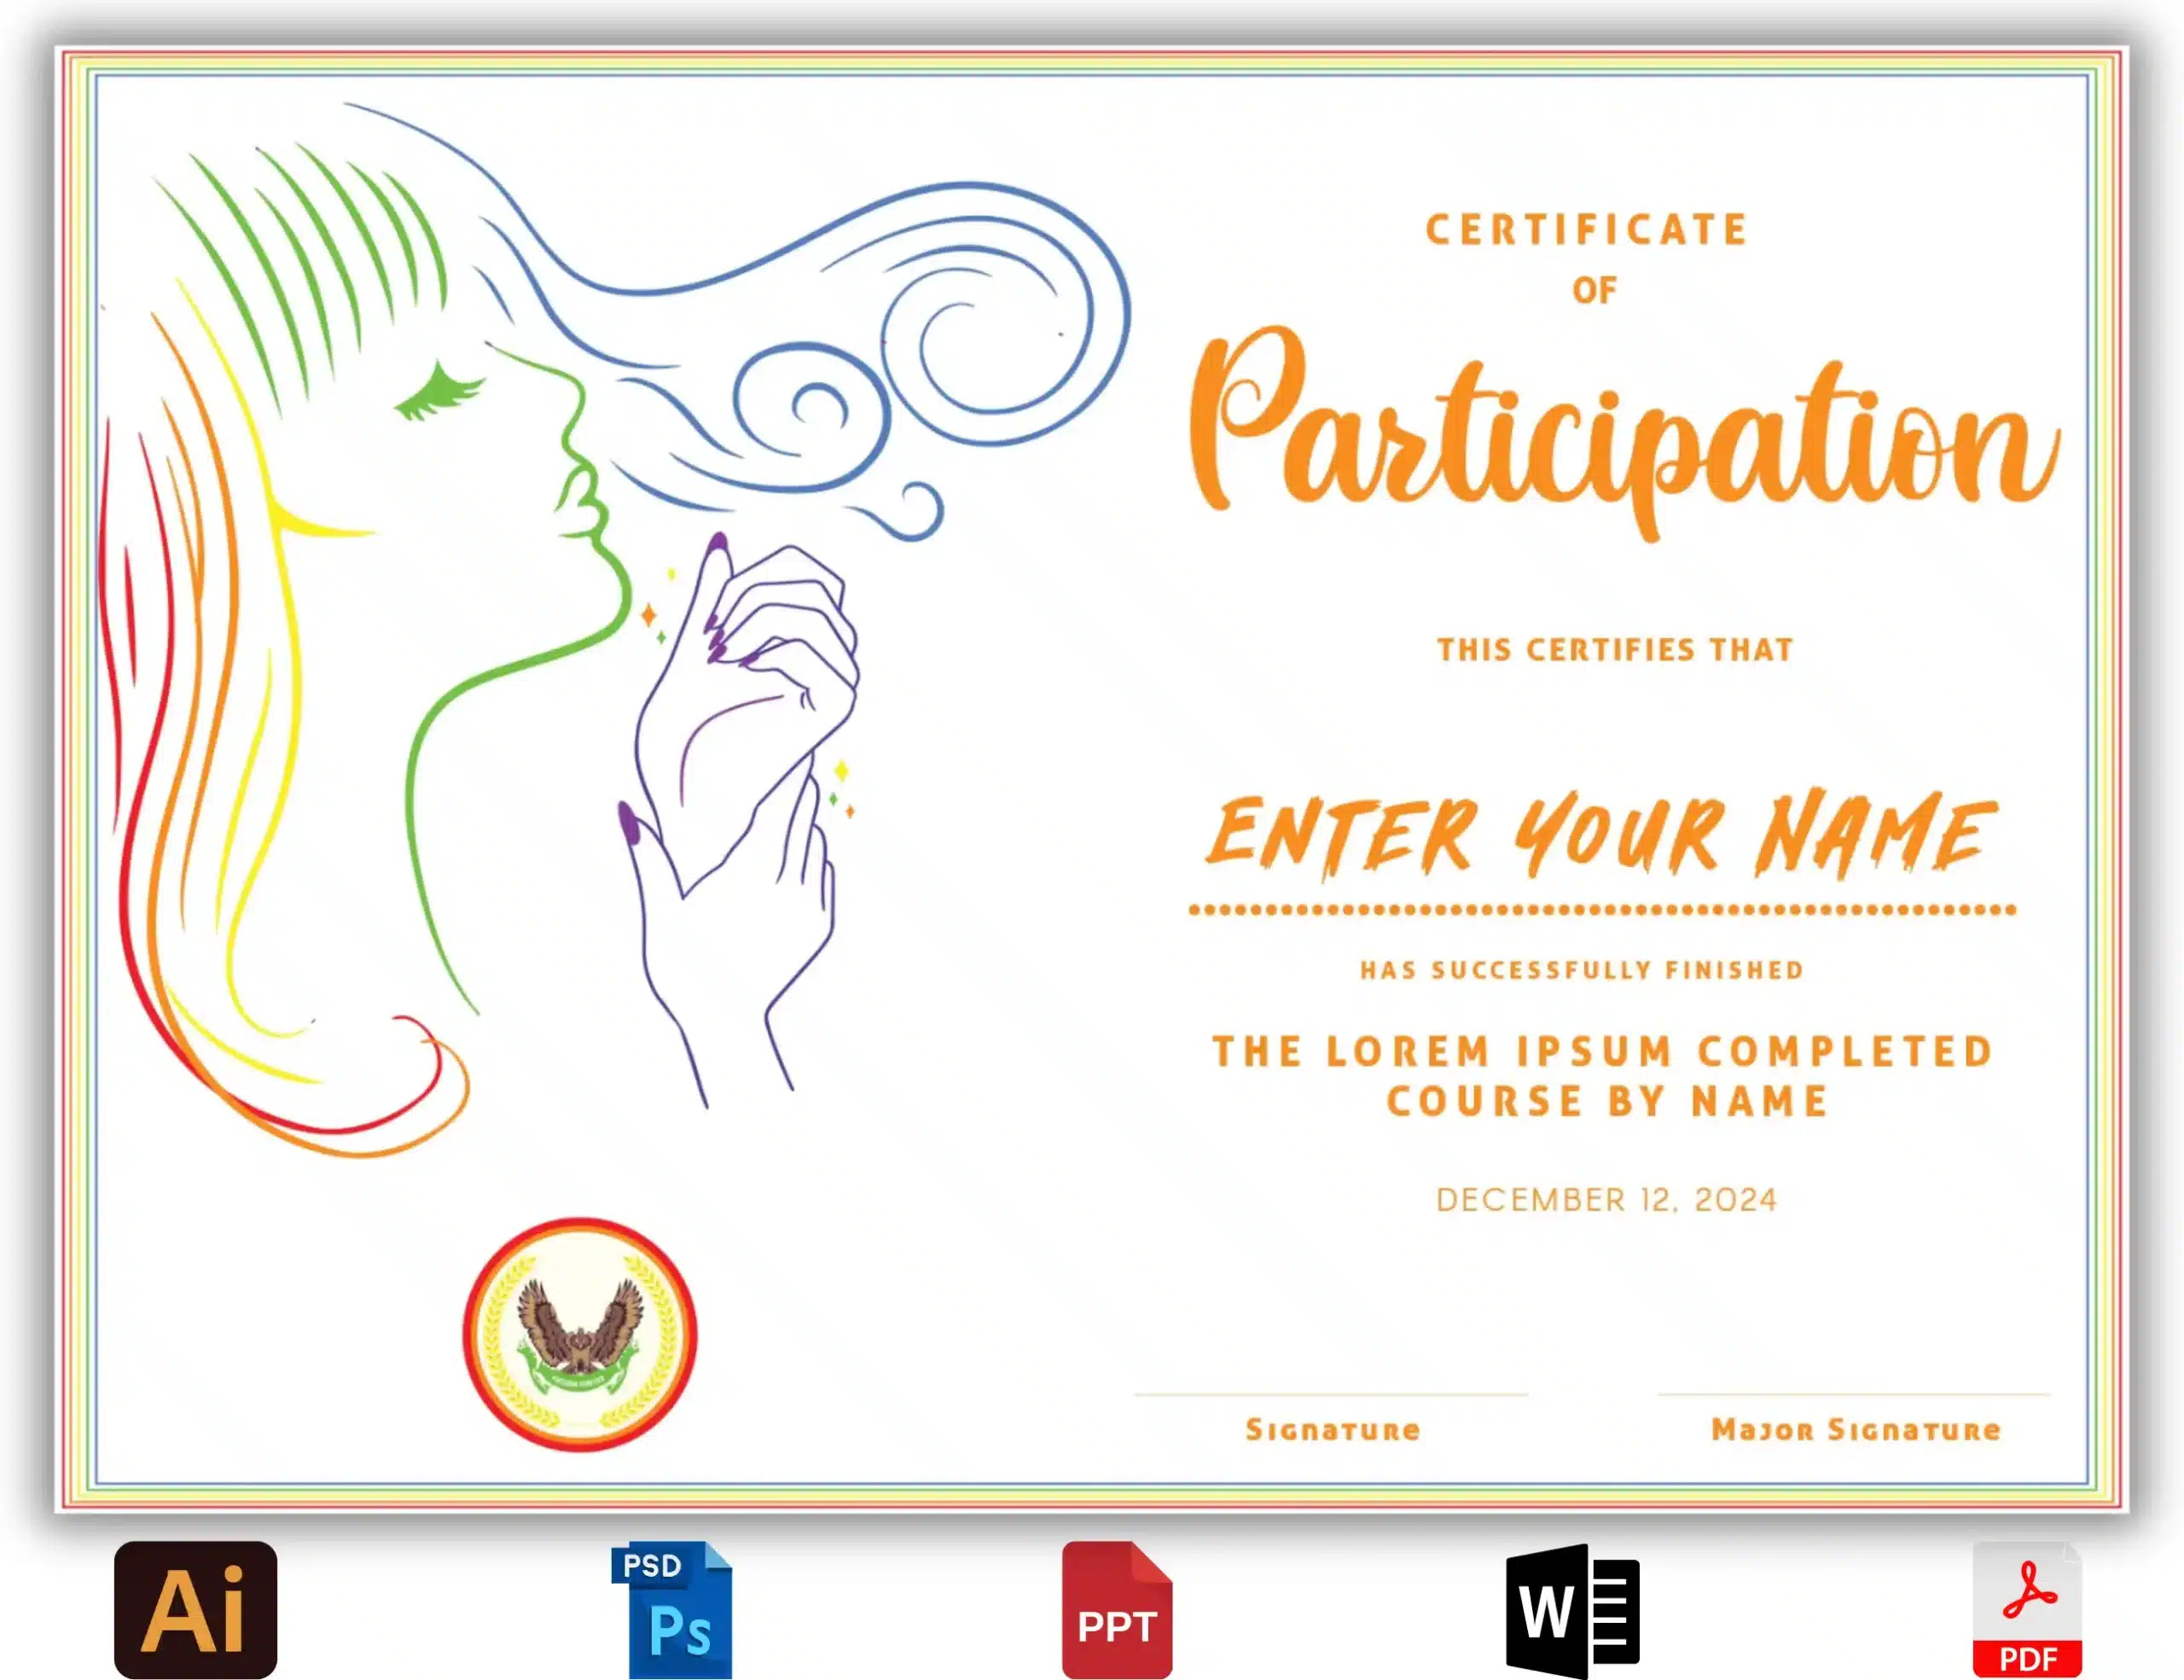 CERTIFICATE
OF
Participation
THIS CERTIFIES THAT
ENTER YOUR NAME
HAS SUCCESSFULLY FINISHED
THE LOREM IPSUM COMPLETED
COURSE BY NAME
DECEMBER 12, 2024
Signature
Major Signature
Ai
PSD
Ps
PPT
W
PDF